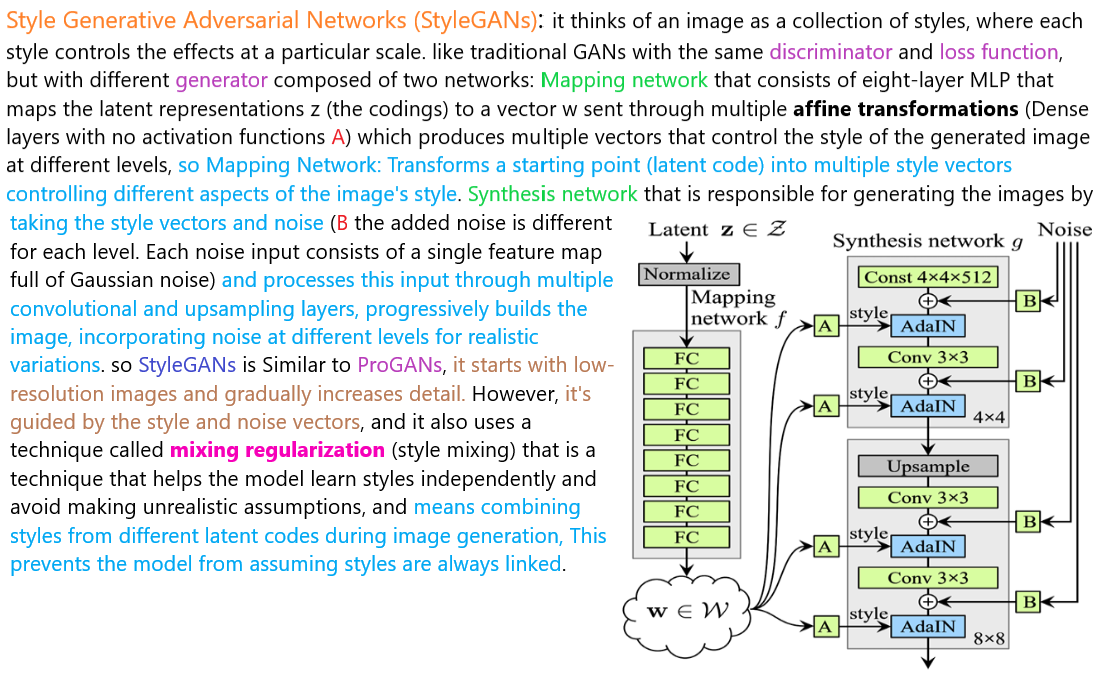 Style Generative Adversarial Networks (StyleGANs): it thinks of an image as a collection of styles, where each
style controls the effects at a particular scale. like traditional GANs with the same discriminator and loss function,
but with different generator composed of two networks: Mapping network that consists of eight-layer MLP that
maps the latent representations z (the codings) to a vector w sent through multiple affine transformations (Dense
layers with no activation functions A) which produces multiple vectors that control the style of the generated image
at different levels, so Mapping Network: Transforms a starting point (latent code) into multiple style vectors
controlling different aspects of the image's style. Synthesis network that is responsible for generating the images by
taking the style vectors and noise (B the added noise is different
for each level. Each noise input consists of a single feature map
full of Gaussian noise) and processes this input through multiple
convolutional and upsampling layers, progressively builds the
image, incorporating noise at different levels for realistic
variations. so StyleGANs is Similar to ProGANs, it starts with low-
resolution images and gradually increases detail. However, it's
guided by the style and noise vectors, and it also uses a
technique called mixing regularization (style mixing) that is a
technique that helps the model learn styles independently and
avoid making unrealistic assumptions, and means combining
styles from different latent codes during image generation, This
prevents the model from assuming styles are always linked.
Latent z ∈ Z
Normalize
Mapping
network f
FC
FC
FC
FC
FC
FC
FC
FC
w ∈ W
Synthesis network g
Noise
Const 4×4×512
B
A
style
AdaIN
Conv 3×3
B
A
style
AdaIN
4×4
Upsample
Conv 3×3
B
A
style
AdaIN
Conv 3×3
B
A
style
AdaIN
8×8